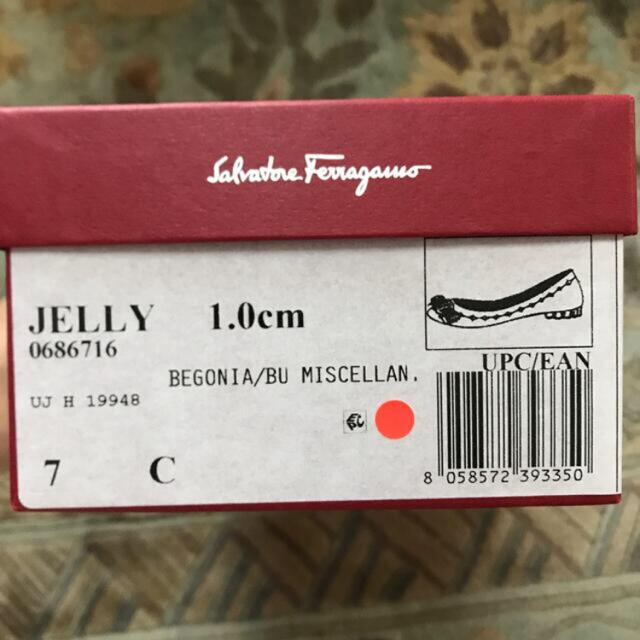 Salvatore Ferragamo
JELLY 1.0cm
0686716
UPC/EAN
BEGONIA/BU MISCELLAN.
UJ H 19948
7 C
8 058572 393350